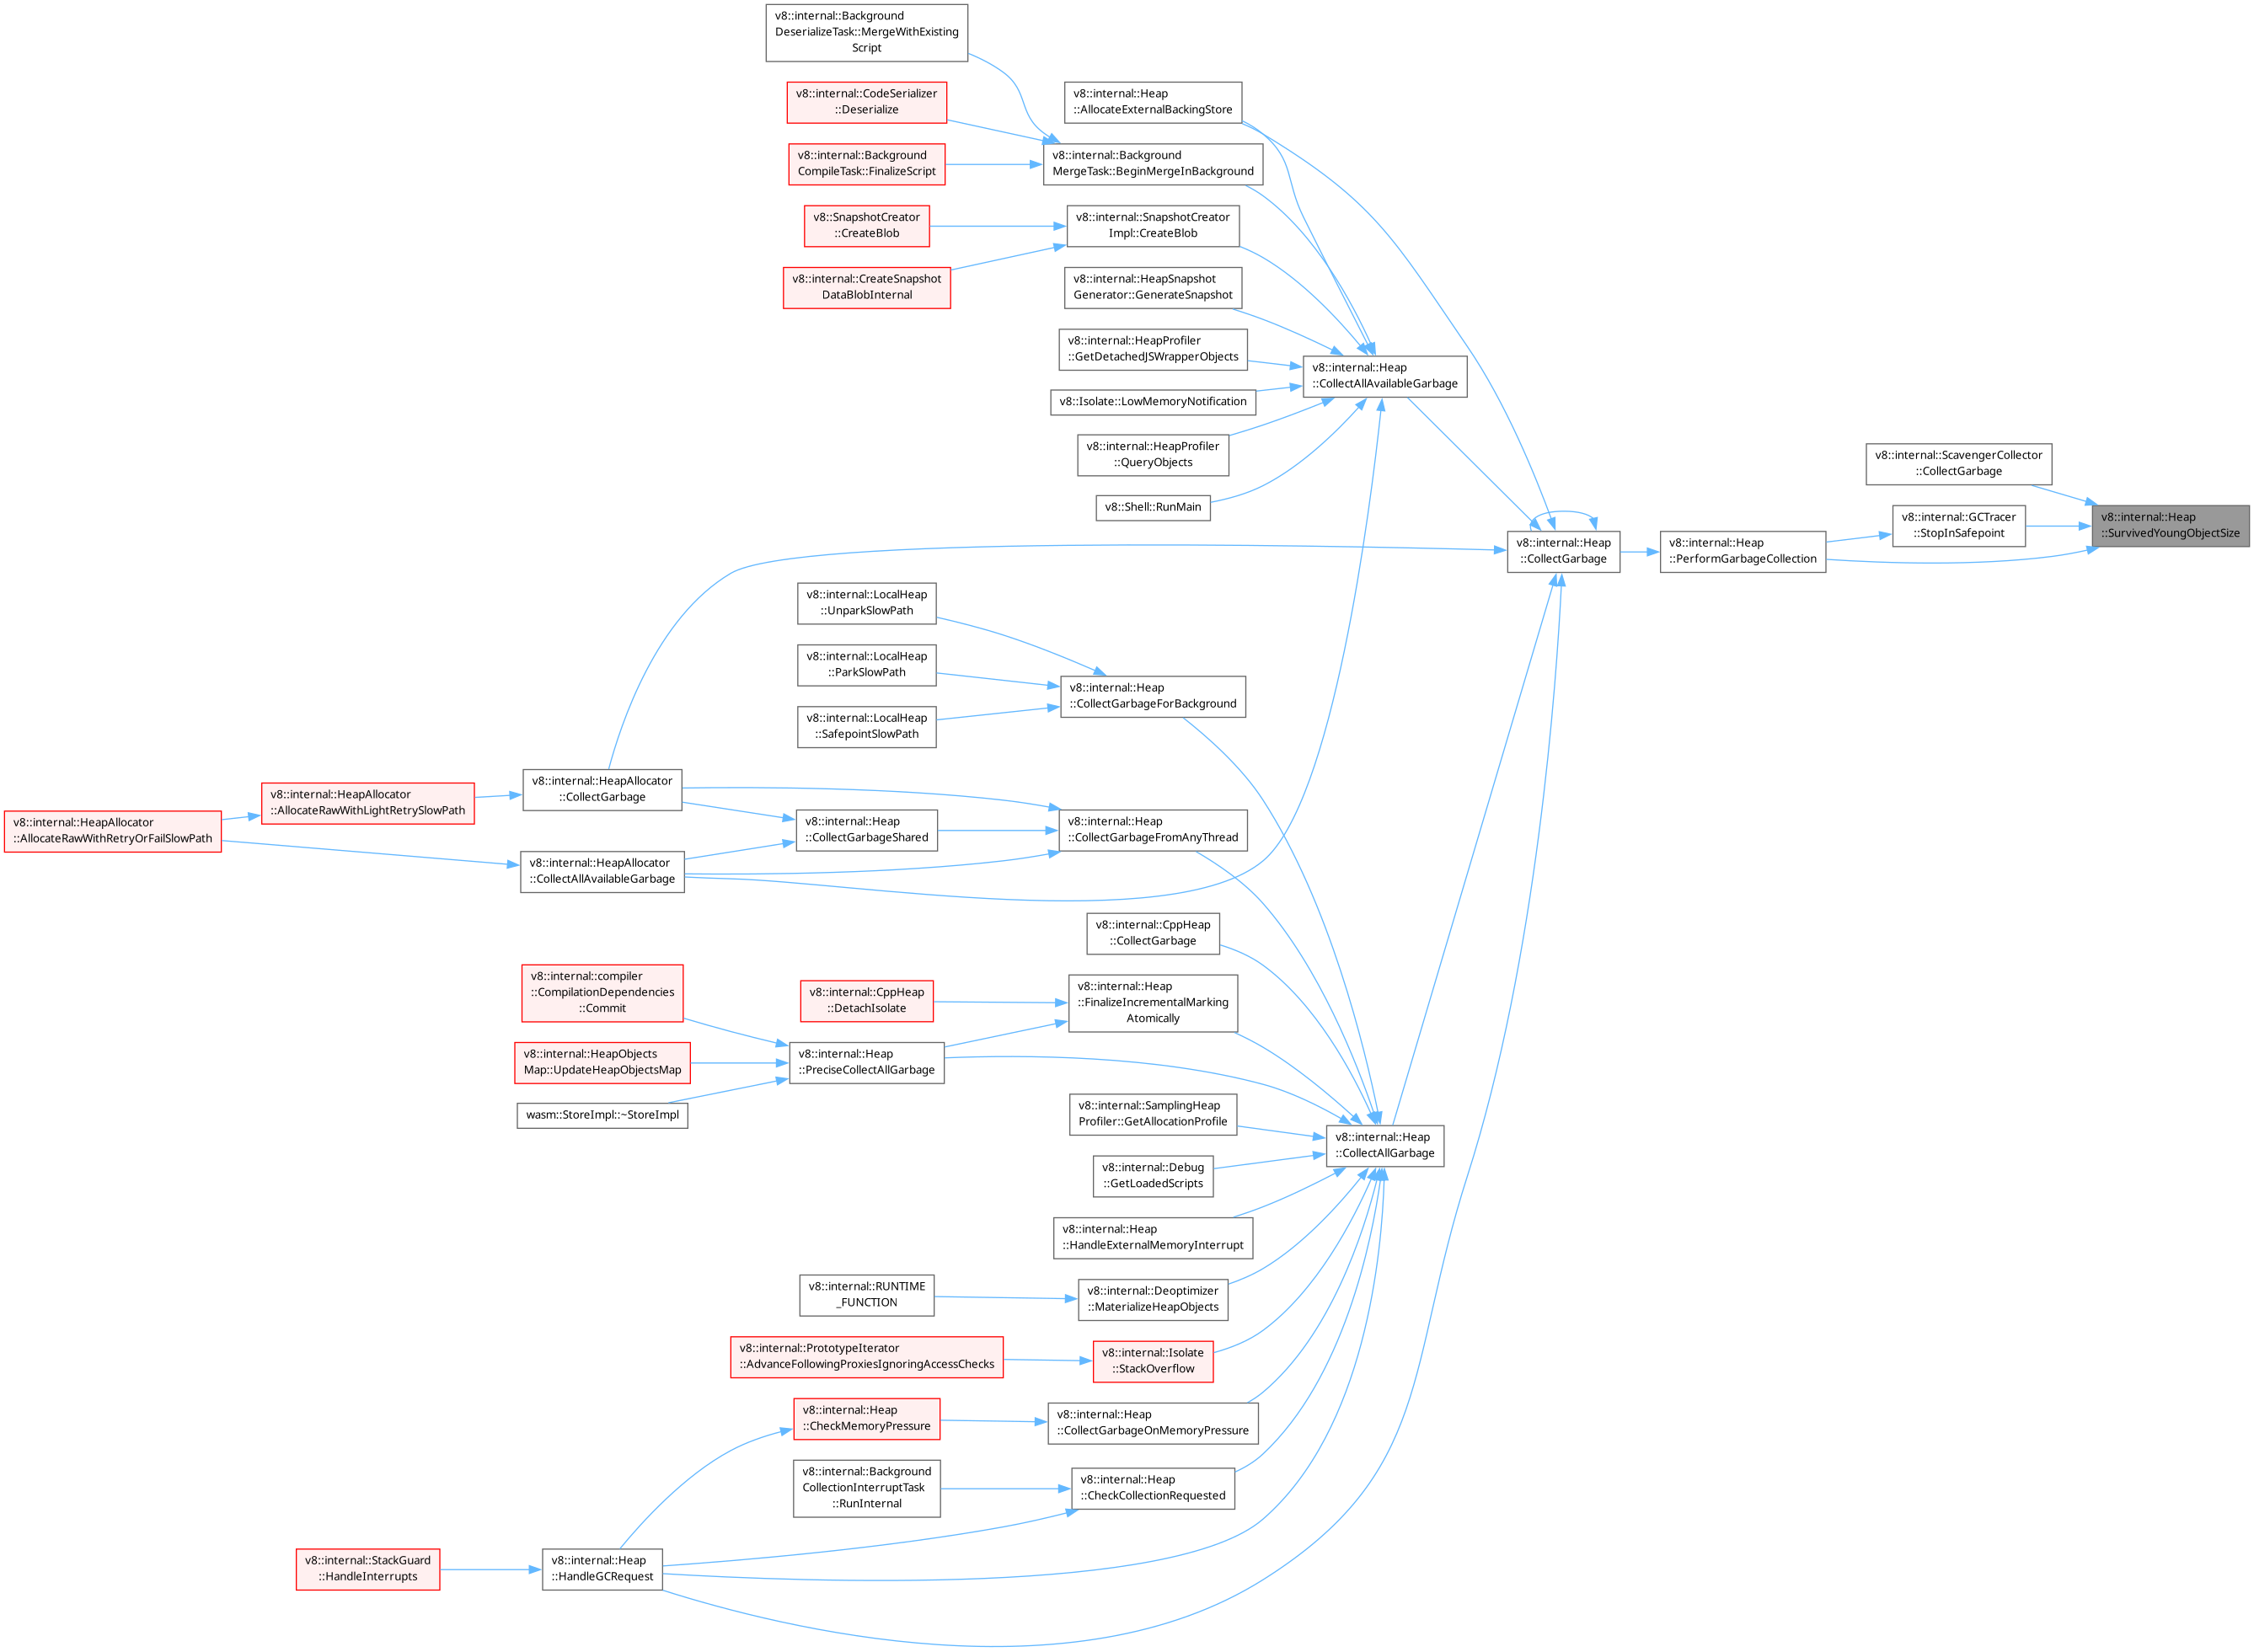 v8::internal::Background
DeserializeTask::MergeWithExisting
Script
v8::internal::CodeSerializer
::Deserialize
v8::internal::Background
CompileTask::FinalizeScript
v8::SnapshotCreator
::CreateBlob
v8::internal::CreateSnapshot
DataBlobInternal
v8::internal::Heap
::AllocateExternalBackingStore
v8::internal::Background
MergeTask::BeginMergeInBackground
v8::internal::SnapshotCreator
Impl::CreateBlob
v8::internal::HeapSnapshot
Generator::GenerateSnapshot
v8::internal::HeapProfiler
::GetDetachedJSWrapperObjects
v8::Isolate::LowMemoryNotification
v8::internal::HeapProfiler
::QueryObjects
v8::Shell::RunMain
v8::internal::Heap
::CollectAllAvailableGarbage
v8::internal::Heap
::CollectGarbage
v8::internal::Heap
::PerformGarbageCollection
v8::internal::ScavengerCollector
::CollectGarbage
v8::internal::GCTracer
::StopInSafepoint
v8::internal::Heap
::SurvivedYoungObjectSize
v8::internal::LocalHeap
::UnparkSlowPath
v8::internal::LocalHeap
::ParkSlowPath
v8::internal::LocalHeap
::SafepointSlowPath
v8::internal::Heap
::CollectGarbageForBackground
v8::internal::HeapAllocator
::AllocateRawWithRetryOrFailSlowPath
v8::internal::HeapAllocator
::AllocateRawWithLightRetrySlowPath
v8::internal::HeapAllocator
::CollectGarbage
v8::internal::HeapAllocator
::CollectAllAvailableGarbage
v8::internal::Heap
::CollectGarbageShared
v8::internal::Heap
::CollectGarbageFromAnyThread
v8::internal::CppHeap
::CollectGarbage
v8::internal::compiler
::CompilationDependencies
::Commit
v8::internal::HeapObjects
Map::UpdateHeapObjectsMap
wasm::StoreImpl::~StoreImpl
v8::internal::CppHeap
::DetachIsolate
v8::internal::Heap
::PreciseCollectAllGarbage
v8::internal::Heap
::FinalizeIncrementalMarking
Atomically
v8::internal::SamplingHeap
Profiler::GetAllocationProfile
v8::internal::Debug
::GetLoadedScripts
v8::internal::Heap
::HandleExternalMemoryInterrupt
v8::internal::Heap
::CollectAllGarbage
v8::internal::RUNTIME
_FUNCTION
v8::internal::Deoptimizer
::MaterializeHeapObjects
v8::internal::PrototypeIterator
::AdvanceFollowingProxiesIgnoringAccessChecks
v8::internal::Isolate
::StackOverflow
v8::internal::Heap
::CheckMemoryPressure
v8::internal::Heap
::CollectGarbageOnMemoryPressure
v8::internal::Background
CollectionInterruptTask
::RunInternal
v8::internal::Heap
::CheckCollectionRequested
v8::internal::StackGuard
::HandleInterrupts
v8::internal::Heap
::HandleGCRequest